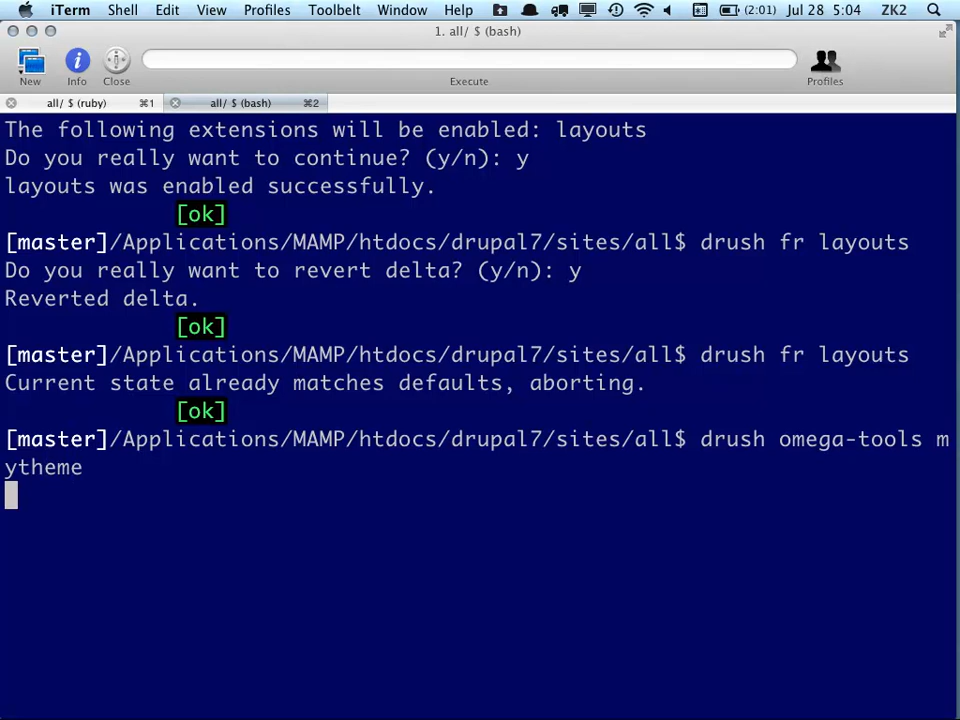 iTerm Shell Edit View Profiles Toolbelt Window Help (2:01) Jul 28 5:04 ZK2
1. all/ $ (bash)
New Info Close Execute Profiles
all/ $ (ruby) ⌘1 all/ $ (bash) ⌘2
The following extensions will be enabled: layouts
Do you really want to continue? (y/n): y
layouts was enabled successfully.
[ok]
[master]/Applications/MAMP/htdocs/drupal7/sites/all$ drush fr layouts
Do you really want to revert delta? (y/n): y
Reverted delta.
[ok]
[master]/Applications/MAMP/htdocs/drupal7/sites/all$ drush fr layouts
Current state already matches defaults, aborting.
[ok]
[master]/Applications/MAMP/htdocs/drupal7/sites/all$ drush omega-tools m
ytheme